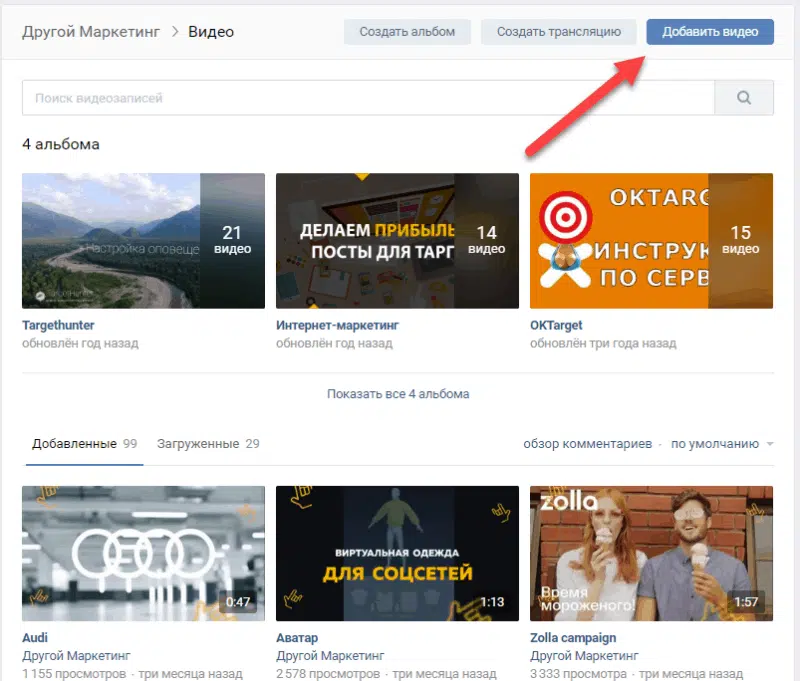 Другой Маркетинг > Видео
Создать альбом
Создать трансляцию
Добавить видео
Поиск видеозаписей
4 альбома
Настройка оповеще
21
видео
ДЕЛАЕМ ПРИБЫЛЬ
ПОСТЫ ДЛЯ ТАРГ
14
видео
OKTARG
ИНСТРУК
ПО СЕРВ
15
видео
Targethunter
обновлён год назад
Интернет-маркетинг
обновлён год назад
OKTarget
обновлён три года назад
Показать все 4 альбома
Добавленные 99
Загруженные 29
обзор комментариев · по умолчанию
0:47
ВИРТУАЛЬНАЯ ОДЕЖДА
ДЛЯ СОЦСЕТЕЙ
1:13
zolla
Время
мороженого!
1:57
Audi
Другой Маркетинг
1 155 просмотров · три месяца назад
Аватар
Другой Маркетинг
2 578 просмотров · три месяца назад
Zolla campaign
Другой Маркетинг
3 333 просмотра · три месяца назад